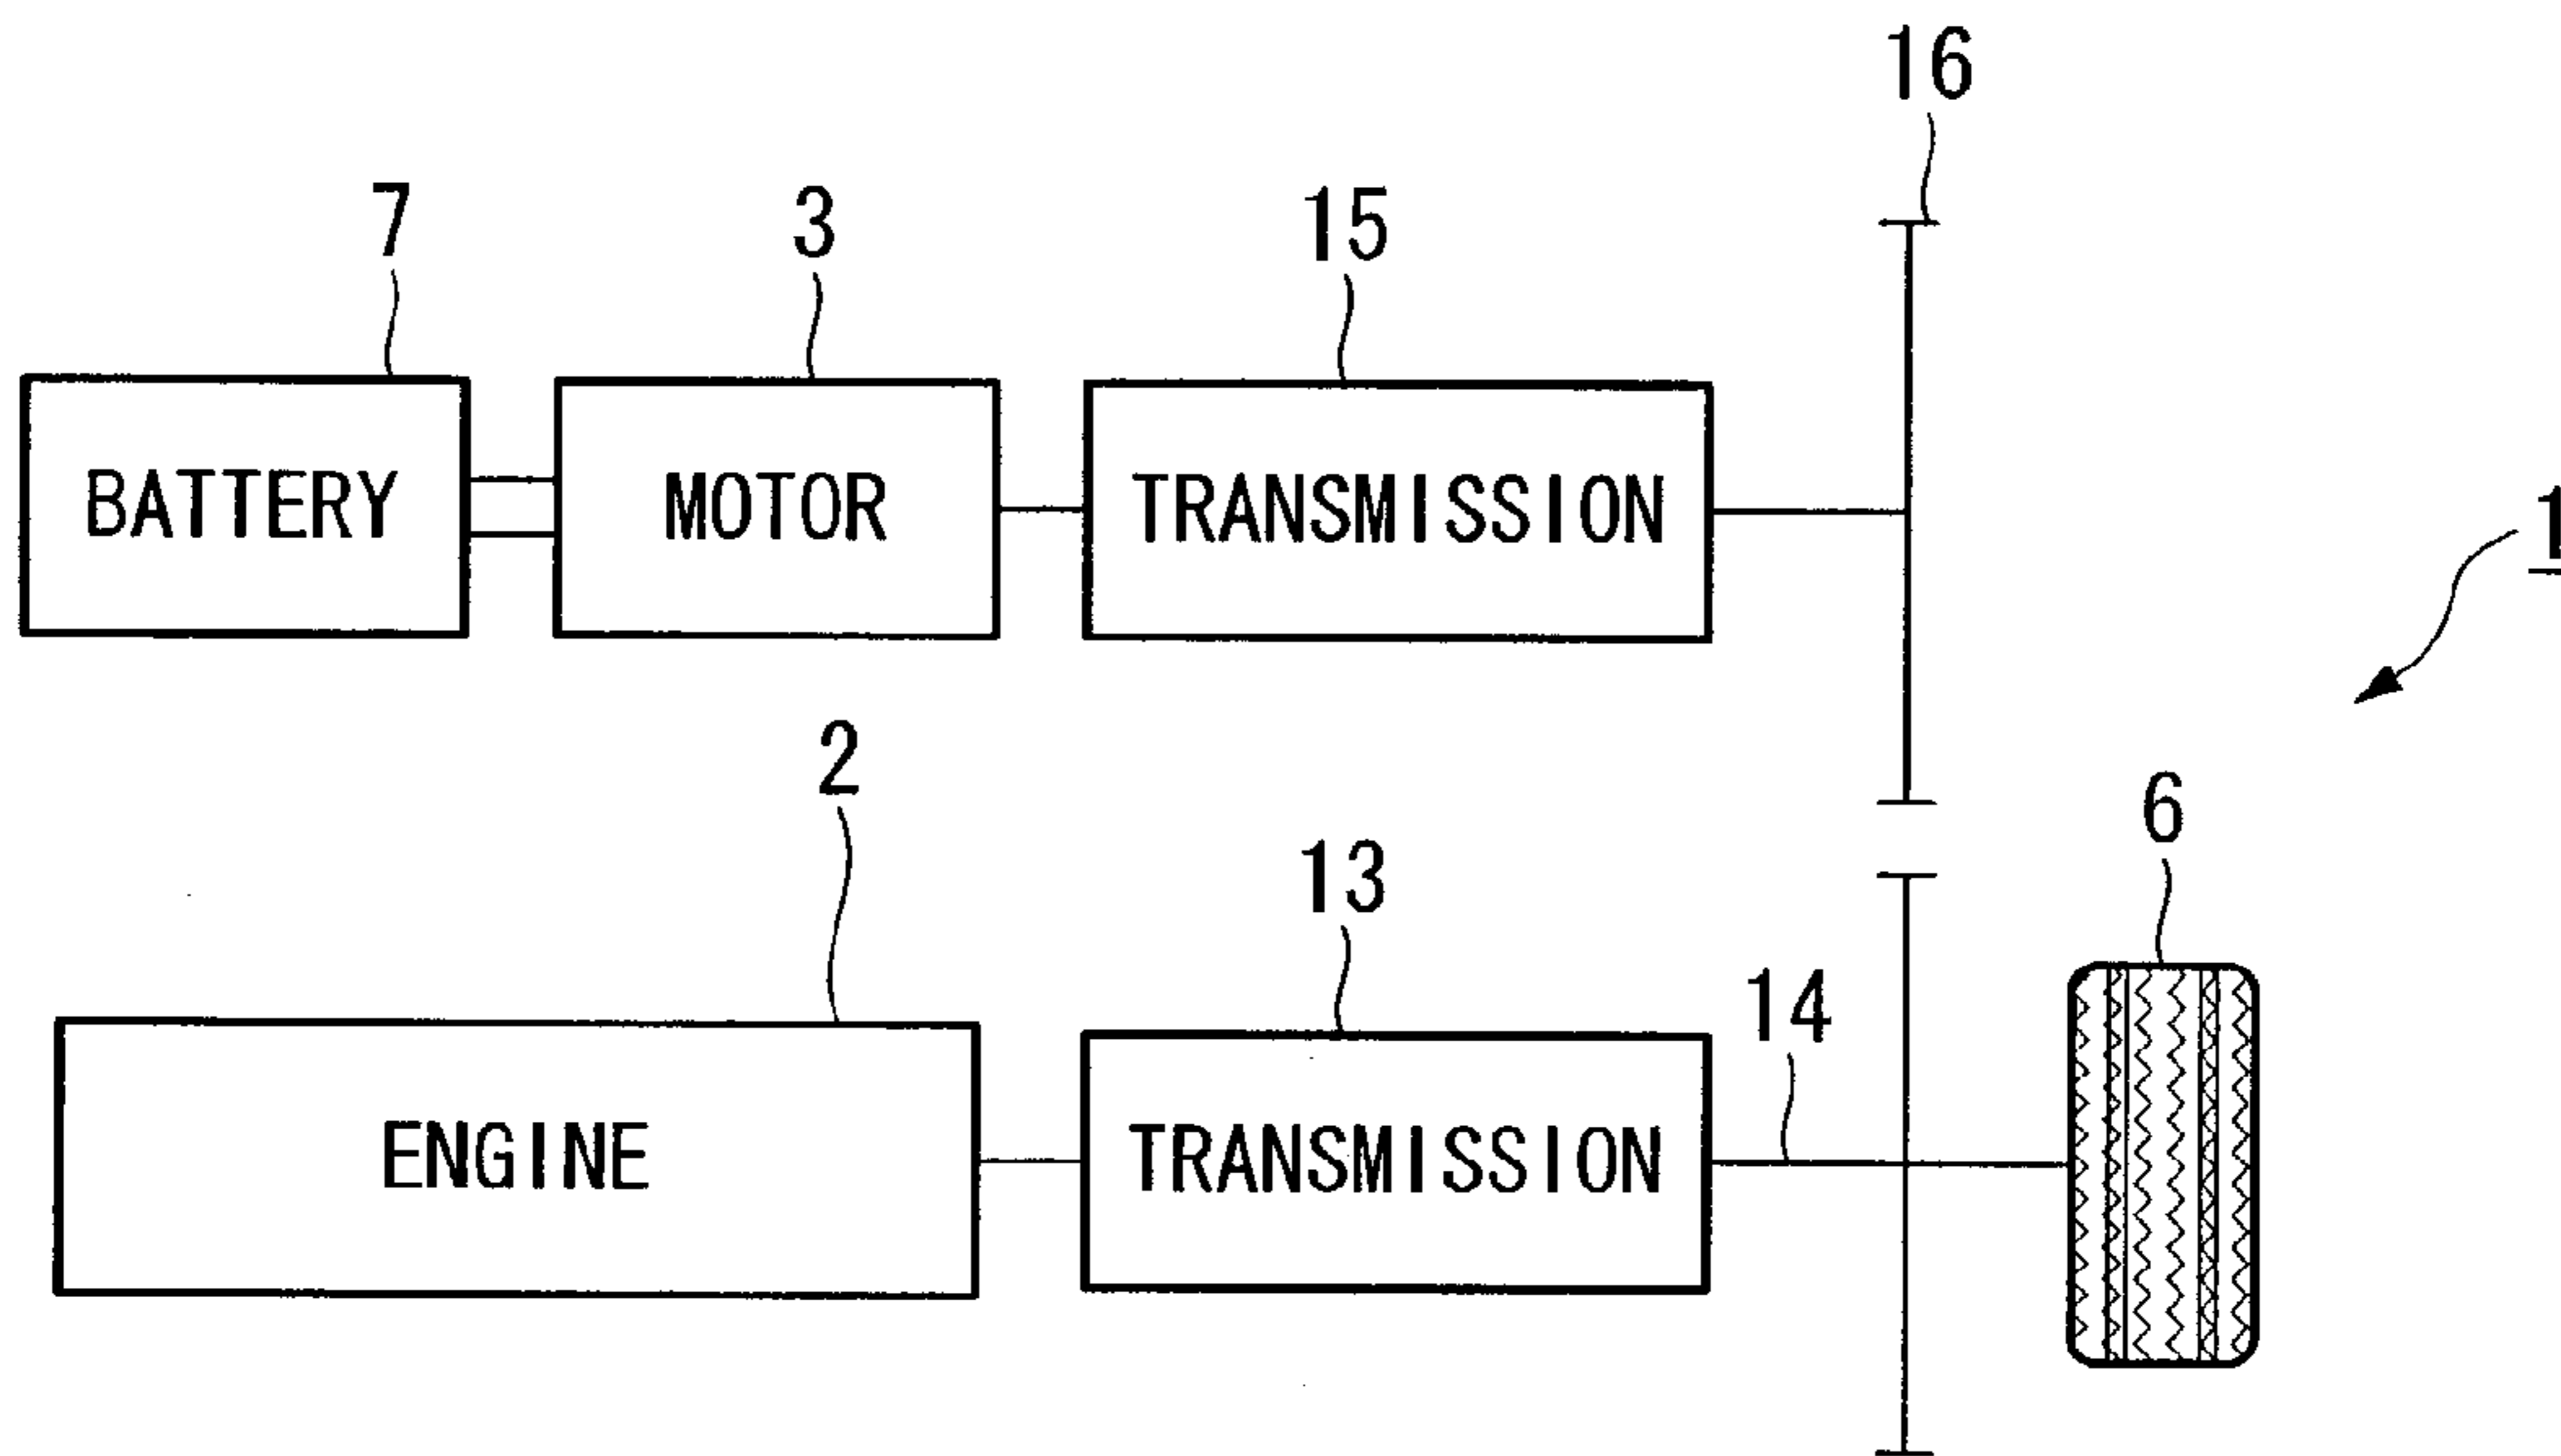 16
7 3 15
BATTERY MOTOR TRANSMISSION
1
2
6
13
14
ENGINE TRANSMISSION